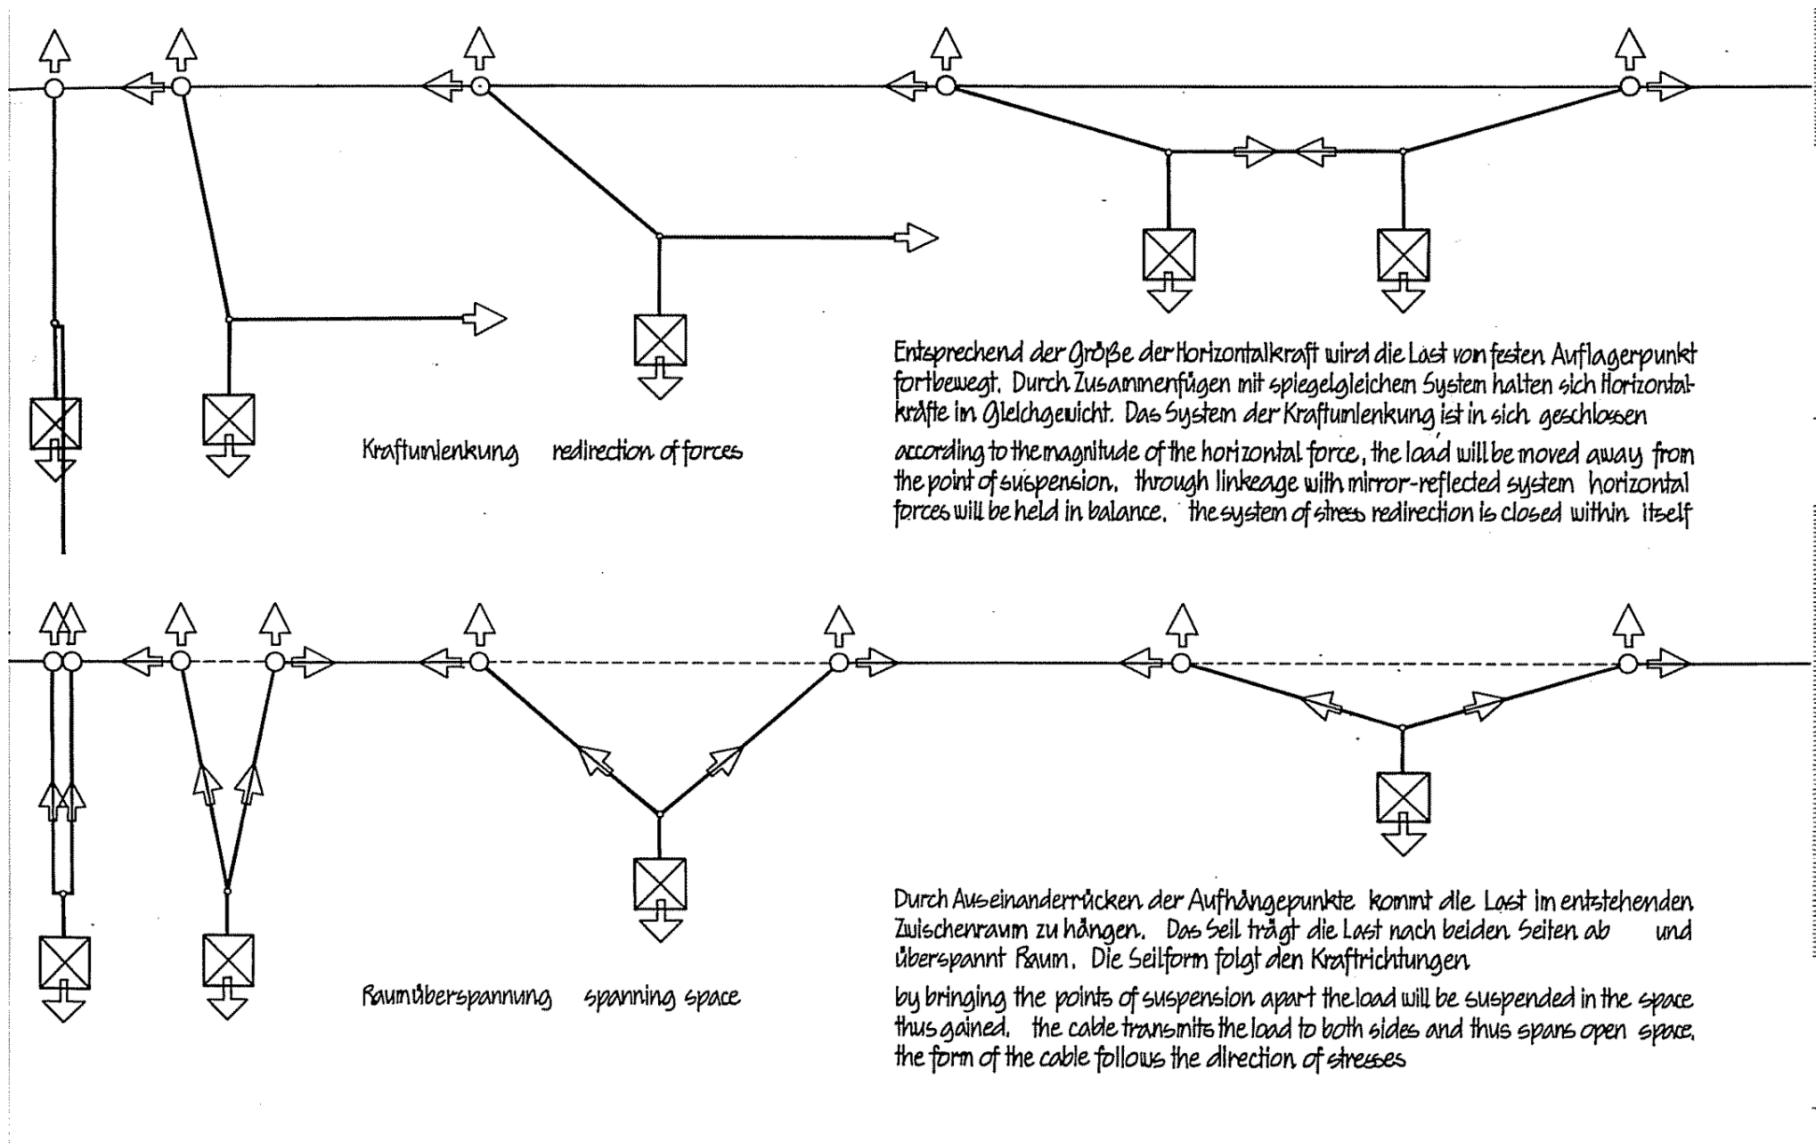 Entsprechend der Größe der Horizontalkraft wird die Last von festen Auflagerpunkt
fortbewegt. Durch Zusammenfügen mit spiegelgleichem System halten sich Horizontal-
kräfte im Gleichgewicht. Das System der Kraftumlenkung ist in sich geschlossen
Kraftumlenkung redirection of forces
according to the magnitude of the horizontal force, the load will be moved away from
the point of suspension. through linkeage with mirror-reflected system horizontal
forces will be held in balance. the system of stress redirection is closed within itself
Durch Auseinanderrücken der Aufhängepunkte kommt die Last im entstehenden
Zwischenraum zu hängen. Das Seil trägt die Last nach beiden Seiten ab und
überspannt Raum. Die Seilform folgt den Kraftrichtungen
Raumüberspannung spanning space
by bringing the points of suspension apart the load will be suspended in the space
thus gained. the cable transmits the load to both sides and thus spans open space.
the form of the cable follows the direction of stresses